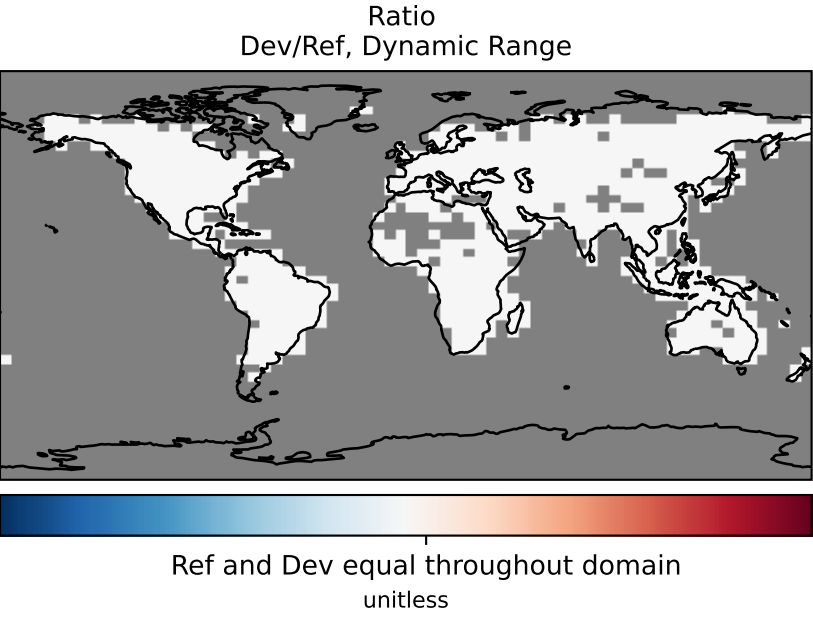 Ratio
Dev/Ref, Dynamic Range
Ref and Dev equal throughout domain
unitless